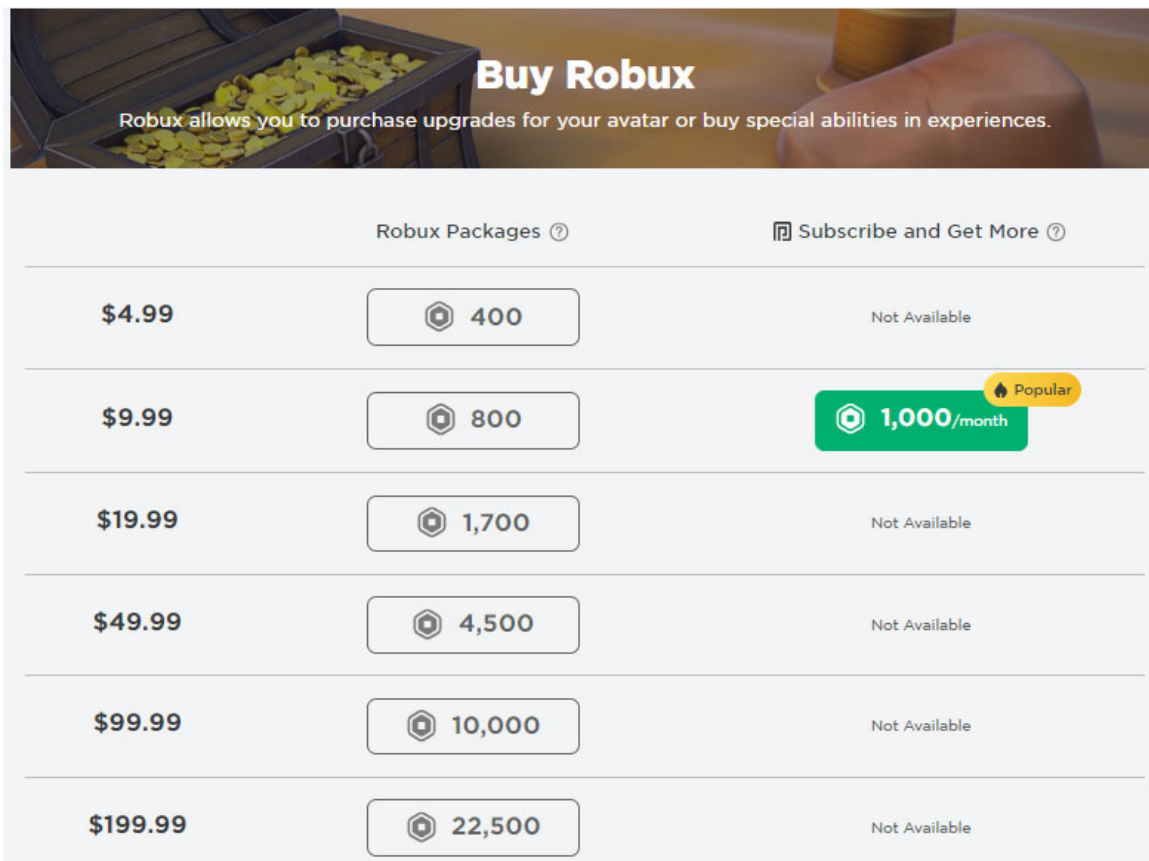 Buy Robux
Robux allows you to purchase upgrades for your avatar or buy special abilities in experiences.
Robux Packages ? Subscribe and Get More ?
$4.99 400 Not Available
Popular
$9.99 800 1,000/month
$19.99 1,700 Not Available
$49.99 4,500 Not Available
$99.99 10,000 Not Available
$199.99 22,500 Not Available